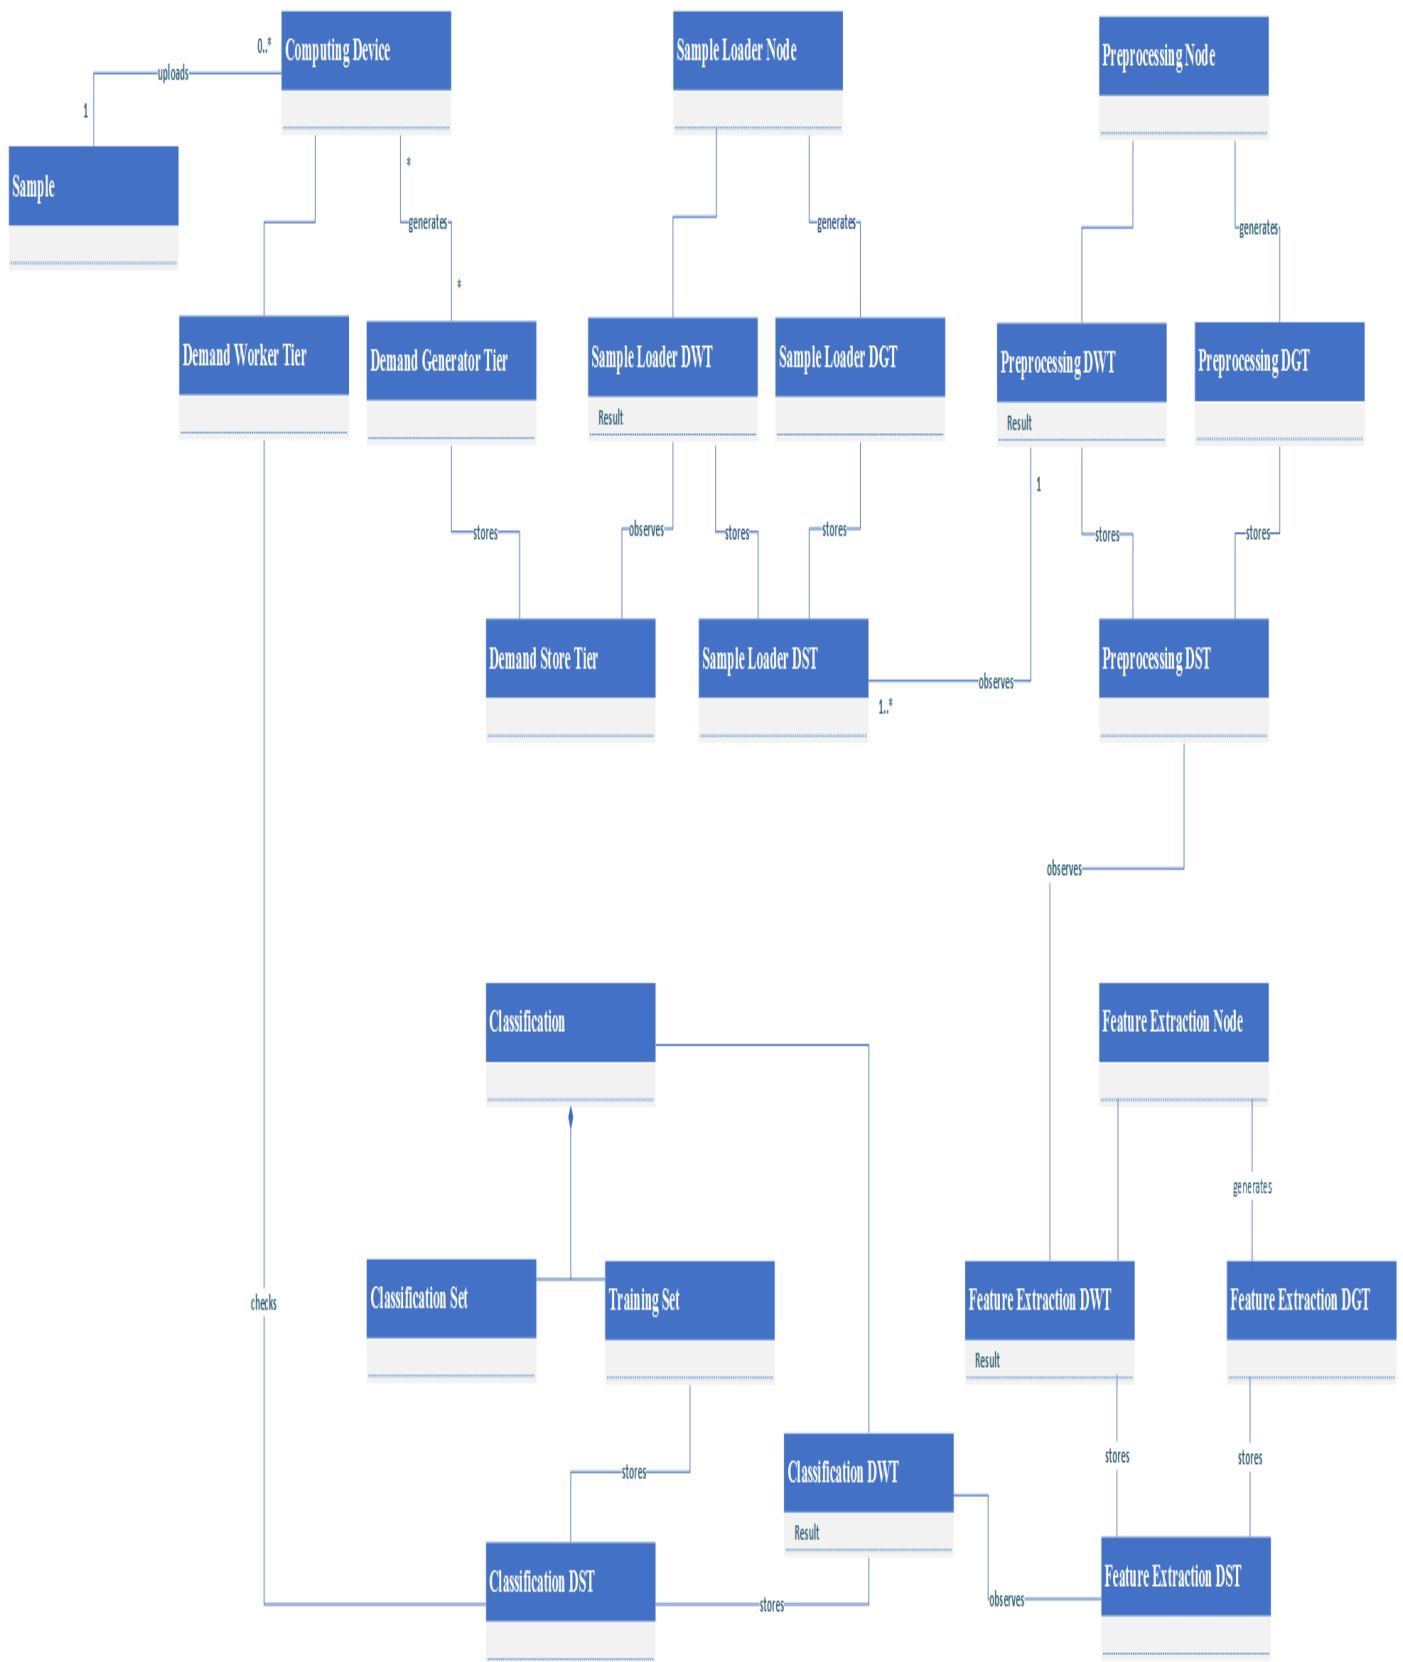 0..*
Computing Device
Sample Loader Node
Preprocessing Node
uploads
1
*
Sample
generates
generates
generates
*
Demand Worker Tier
Demand Generator Tier
Sample Loader DWT
Sample Loader DGT
Preprocessing DWT
Preprocessing DGT
Result
Result
1
stores
observes
stores
stores
stores
stores
Demand Store Tier
Sample Loader DST
Preprocessing DST
observes
1..*
observes
Classification
Feature Extraction Node
generates
checks
Classification Set
Training Set
Feature Extraction DWT
Feature Extraction DGT
Result
stores
stores
stores
Classification DWT
Result
Classification DST
Feature Extraction DST
stores
observes